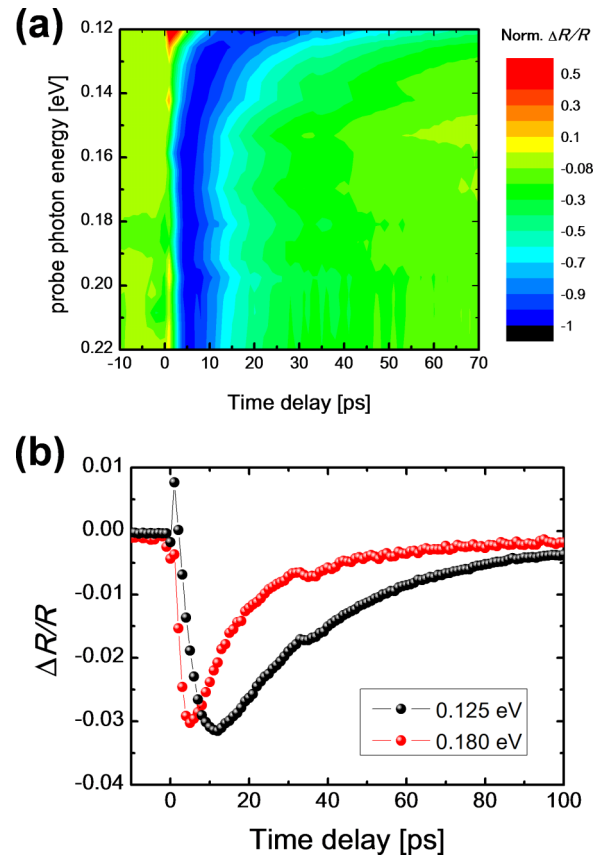 (a)
Norm. ΔR/R
0.12
0.14
0.16
0.18
0.20
0.22
probe photon energy [eV]
-10 0 10 20 30 40 50 60 70
Time delay [ps]
0.5
0.3
0.1
-0.08
-0.3
-0.5
-0.7
-0.9
-1
(b)
0.01
0.00
-0.01
-0.02
-0.03
-0.04
ΔR/R
0.125 eV
0.180 eV
0 20 40 60 80 100
Time delay [ps]